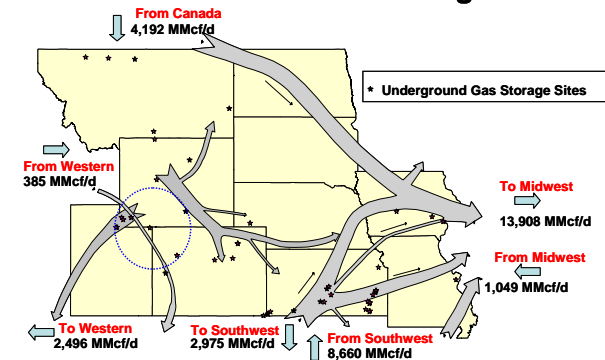 From Canada
4,192 MMcf/d
* Underground Gas Storage Sites
From Western
385 MMcf/d
To Midwest
13,908 MMcf/d
From Midwest
1,049 MMcf/d
To Western
2,496 MMcf/d
To Southwest
2,975 MMcf/d
From Southwest
8,660 MMcf/d